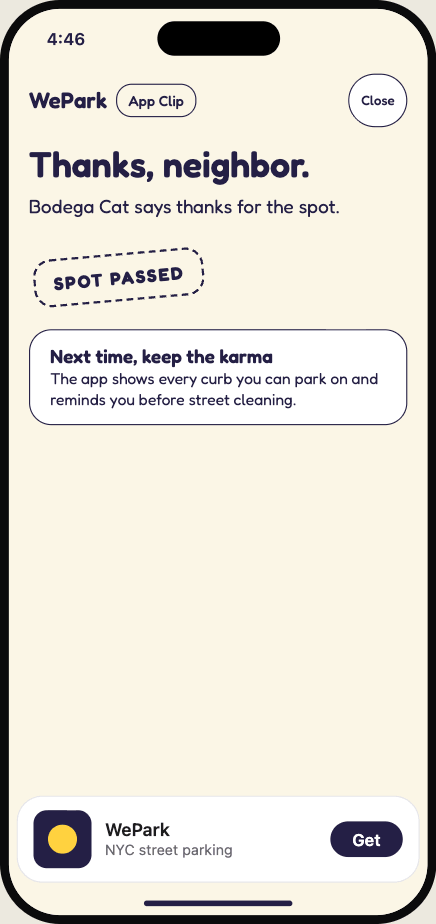 4:46
WePark
App Clip
Close
Thanks, neighbor.
Bodega Cat says thanks for the spot.
SPOT PASSED
Next time, keep the karma
The app shows every curb you can park on and
reminds you before street cleaning.
WePark
NYC street parking
Get